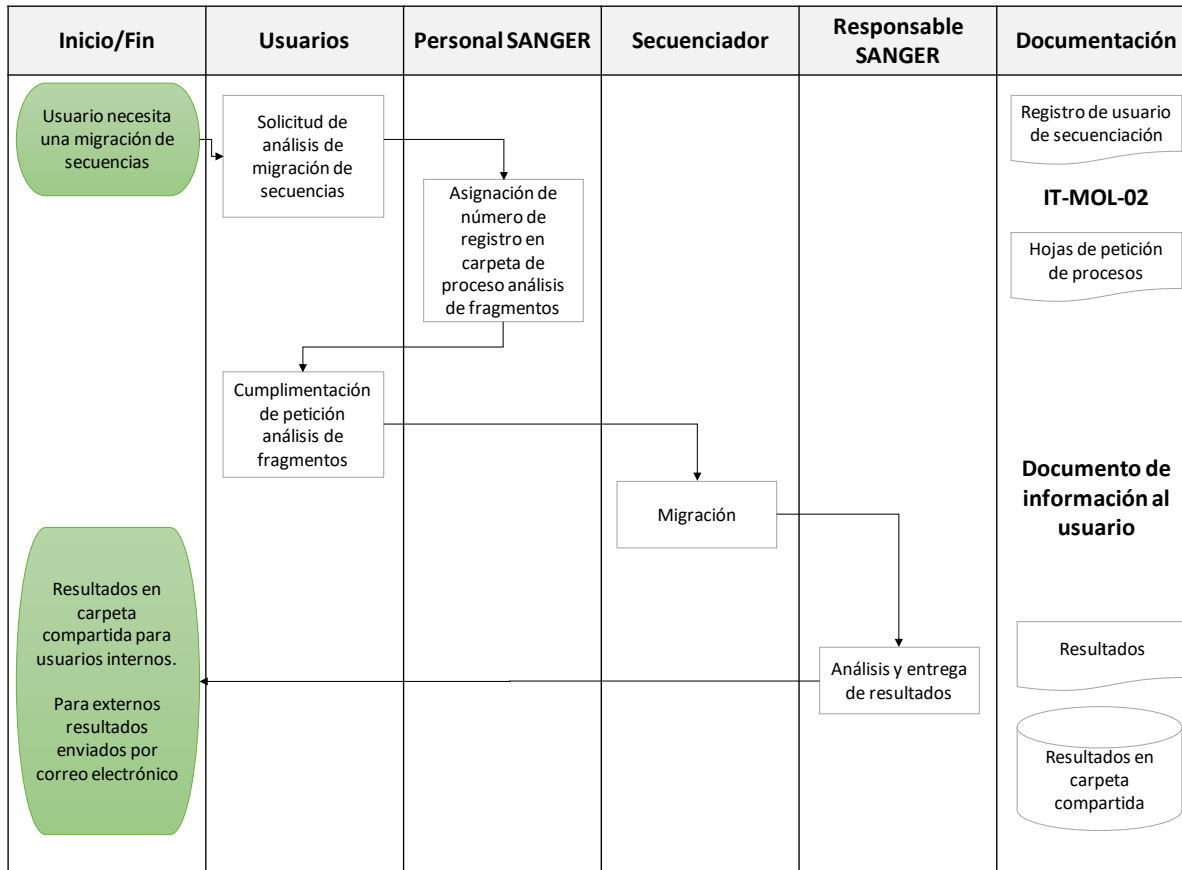 Inicio/Fin
Usuarios
Personal SANGER
Secuenciador
Responsable
SANGER
Documentación
Usuario necesita
una migración de
secuencias
Solicitud de
análisis de
migración de
secuencias
Asignación de
número de
registro en
carpeta de
proceso análisis
de fragmentos
Registro de usuario
de secuenciación
IT-MOL-02
Hojas de petición
de procesos
Cumplimentación
de petición
análisis de
fragmentos
Migración
Documento de
información al
usuario
Resultados en
carpeta
compartida para
usuarios internos.
Para externos
resultados
enviados por
correo electrónico
Análisis y entrega
de resultados
Resultados
Resultados en
carpeta
compartida